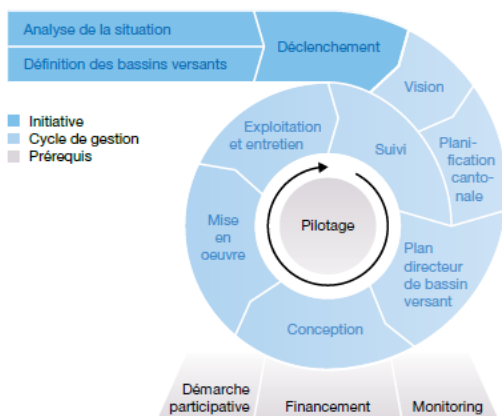 Analyse de la situation
Définition des bassins versants
Déclenchement
Initiative
Cycle de gestion
Prérequis
Vision
Plani-
fication
canto-
nale
Plan
directeur
de bassin
versant
Conception
Mise
en
oeuvre
Exploitation
et entretien
Suivi
Pilotage
Démarche
participative
Financement
Monitoring